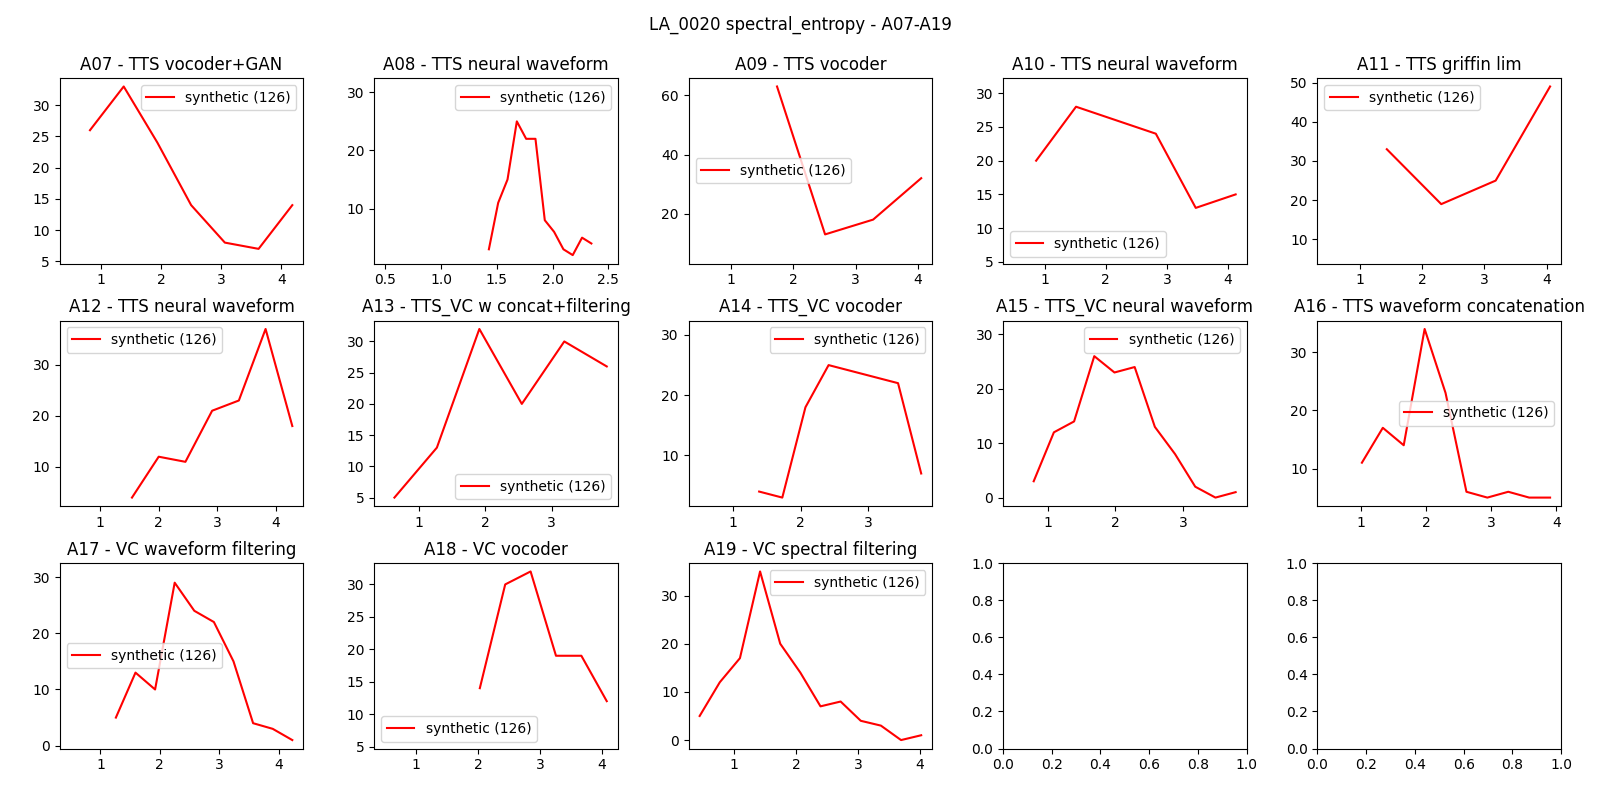 LA_0020 spectral_entropy - A07-A19
A07 - TTS vocoder+GAN
synthetic (126)
30
25
20
15
10
5
1 2 3 4
A08 - TTS neural waveform
synthetic (126)
30
20
10
0.5 1.0 1.5 2.0 2.5
A09 - TTS vocoder
synthetic (126)
60
40
20
1 2 3 4
A10 - TTS neural waveform
synthetic (126)
30
25
20
15
10
5
1 2 3 4
A11 - TTS griffin lim
synthetic (126)
50
40
30
20
10
1 2 3 4
A12 - TTS neural waveform
synthetic (126)
30
20
10
1 2 3 4
A13 - TTS_VC w concat+filtering
synthetic (126)
30
25
20
15
10
5
1 2 3
A14 - TTS_VC vocoder
synthetic (126)
30
20
10
1 2 3
A15 - TTS_VC neural waveform
synthetic (126)
30
20
10
0
1 2 3
A16 - TTS waveform concatenation
synthetic (126)
30
20
10
1 2 3 4
A17 - VC waveform filtering
synthetic (126)
30
20
10
0
1 2 3 4
A18 - VC vocoder
synthetic (126)
30
25
20
15
10
5
1 2 3 4
A19 - VC spectral filtering
synthetic (126)
30
20
10
0
1 2 3 4
1.0
0.8
0.6
0.4
0.2
0.0
0.0 0.2 0.4 0.6 0.8 1.0
1.0
0.8
0.6
0.4
0.2
0.0
0.0 0.2 0.4 0.6 0.8 1.0